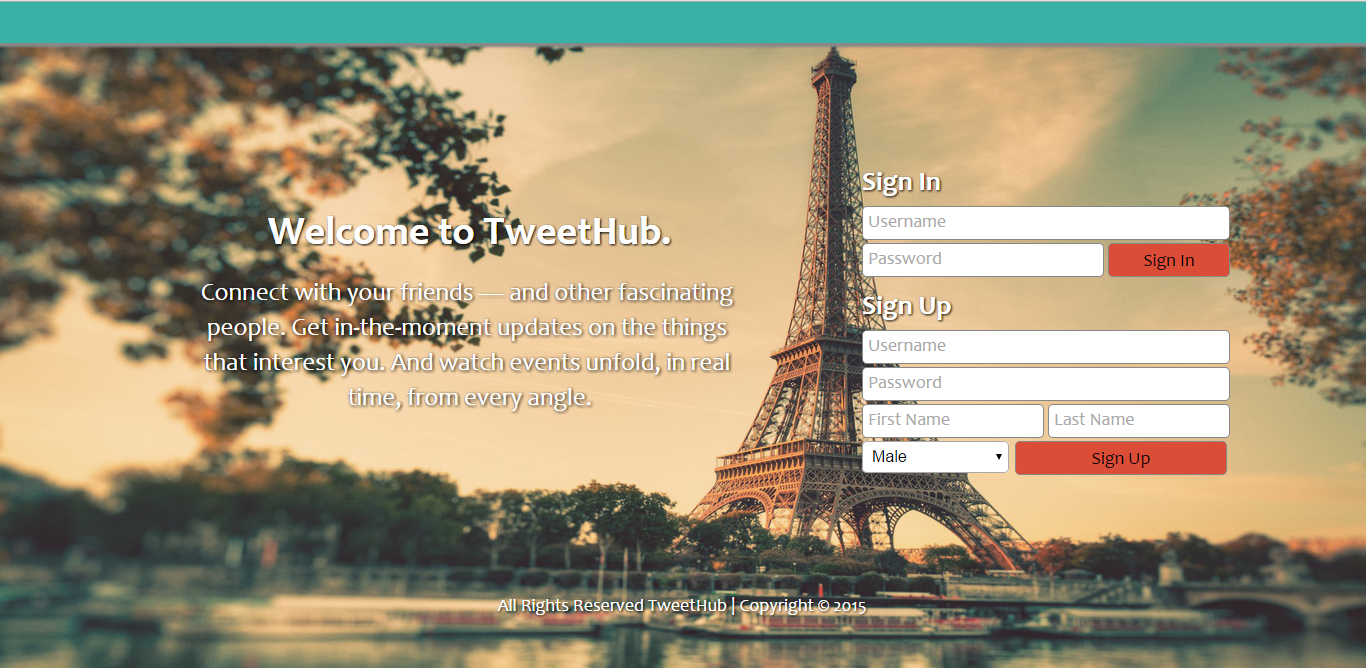 Welcome to TweetHub.
Connect with your friends — and other fascinating
people. Get in-the-moment updates on the things
that interest you. And watch events unfold, in real
time, from every angle.
Sign In
Username
Password
Sign In
Sign Up
Username
Password
First Name
Last Name
Male
Sign Up
All Rights Reserved TweetHub | Copyright © 2015